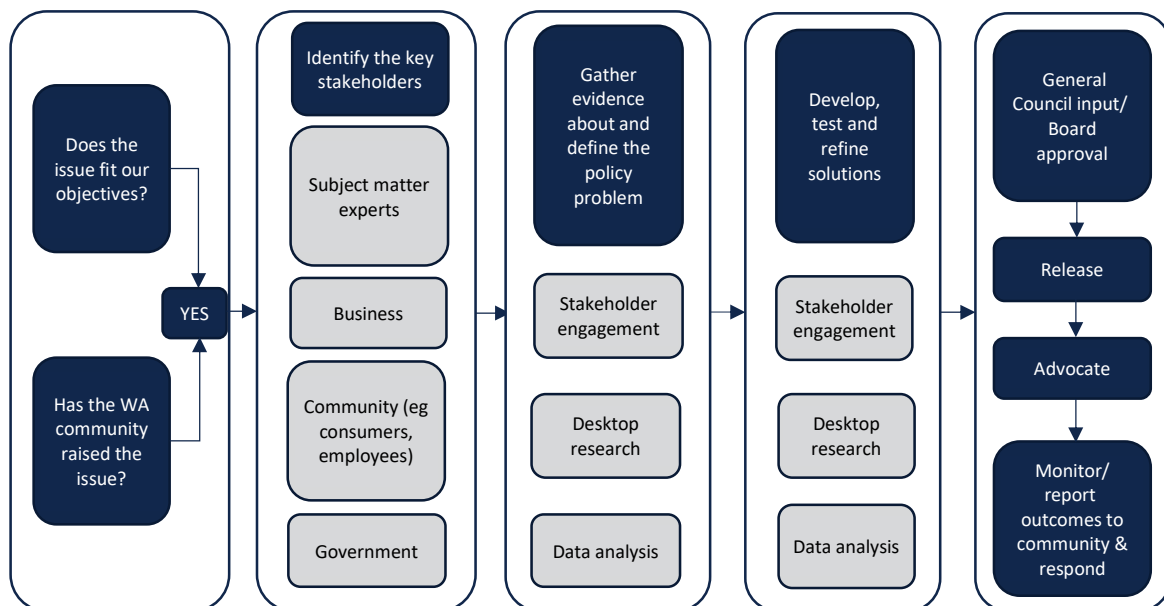 Does the
issue fit our
objectives?
YES
Has the WA
community
raised the
issue?
Identify the key
stakeholders
Subject matter
experts
Business
Community (eg
consumers,
employees)
Government
Gather
evidence
about and
define the
policy
problem
Stakeholder
engagement
Desktop
research
Data analysis
Develop,
test and
refine
solutions
Stakeholder
engagement
Desktop
research
Data analysis
General
Council input/
Board
approval
Release
Advocate
Monitor/
report
outcomes to
community &
respond